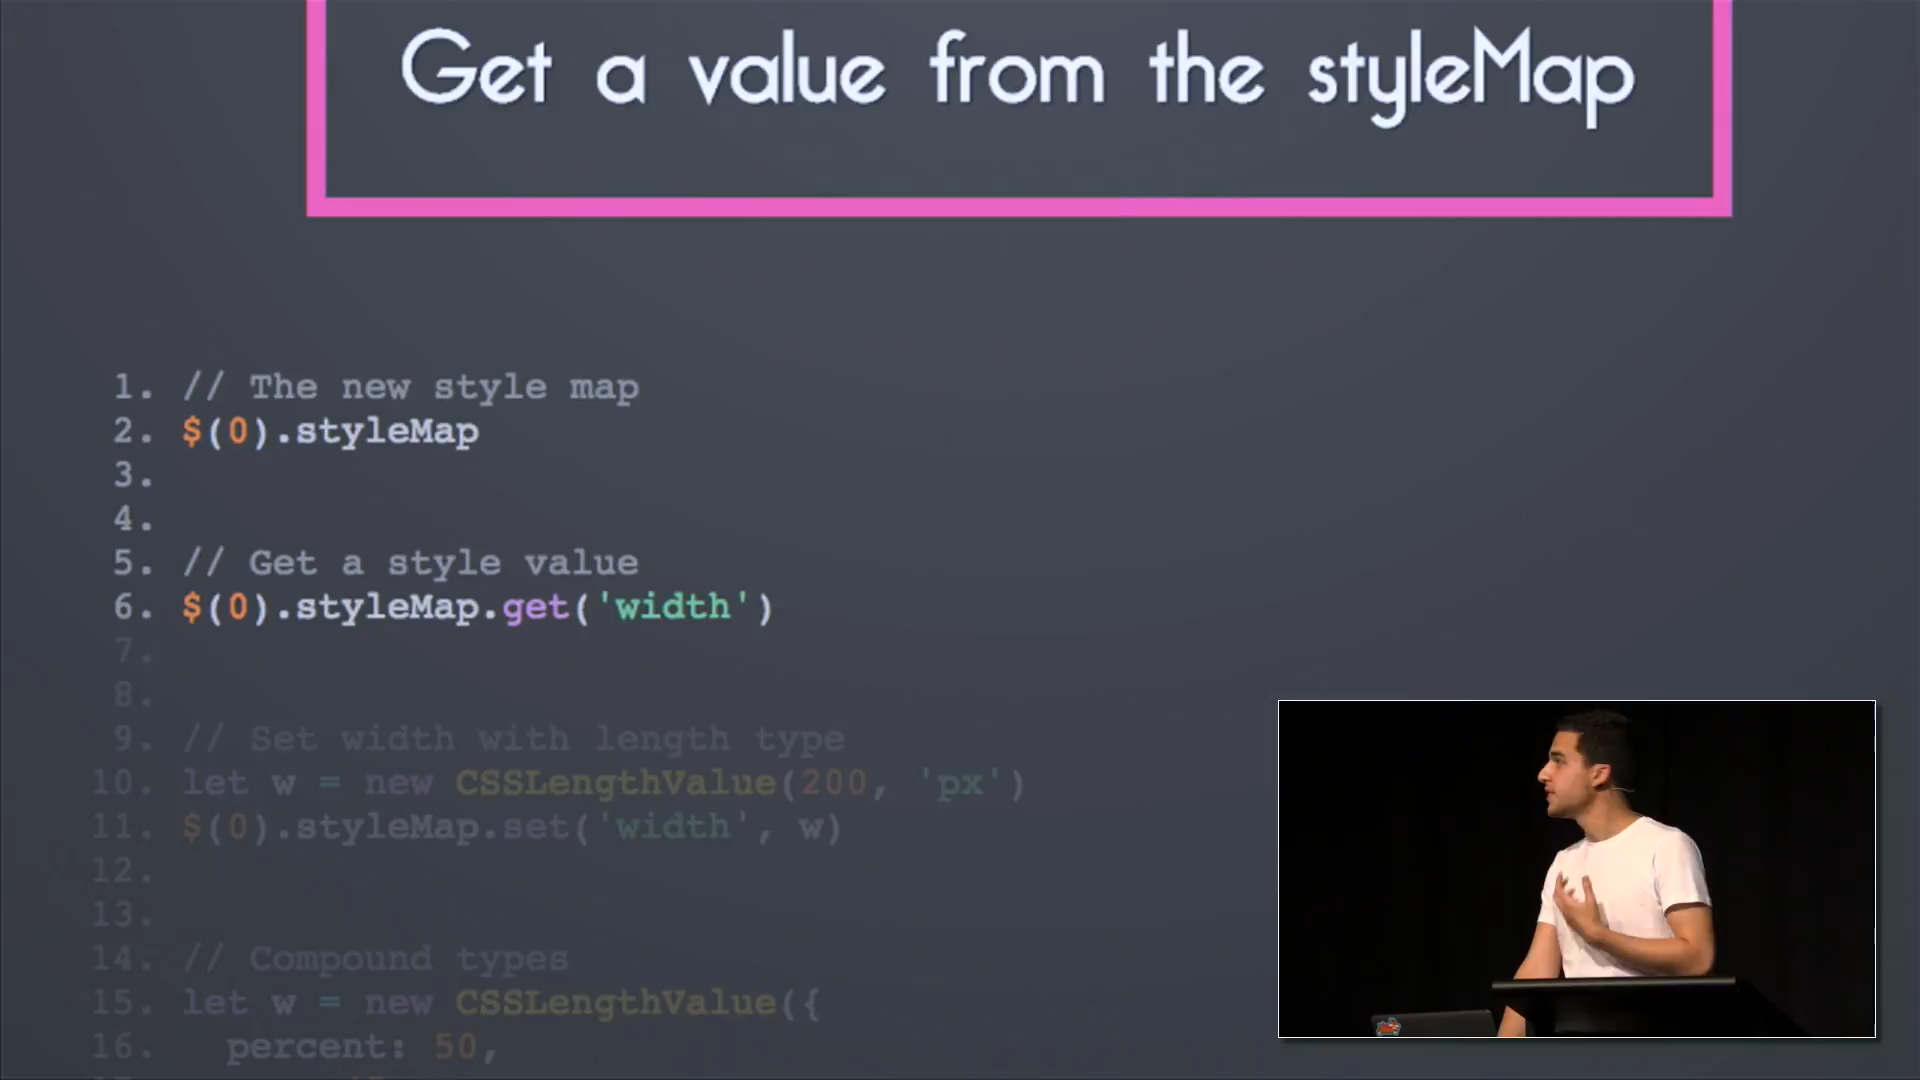 Get a value from the styleMap
1. // The new style map
2. $(0).styleMap
3.
4.
5. // Get a style value
6. $(0).styleMap.get('width')
7.
8.
9. // Set width with length type
10. let w = new CSSLengthValue(200, 'px')
11. $(0).styleMap.set('width', w)
12.
13.
14. // Compound types
15. let w = new CSSLengthValue({
16. percent: 50,